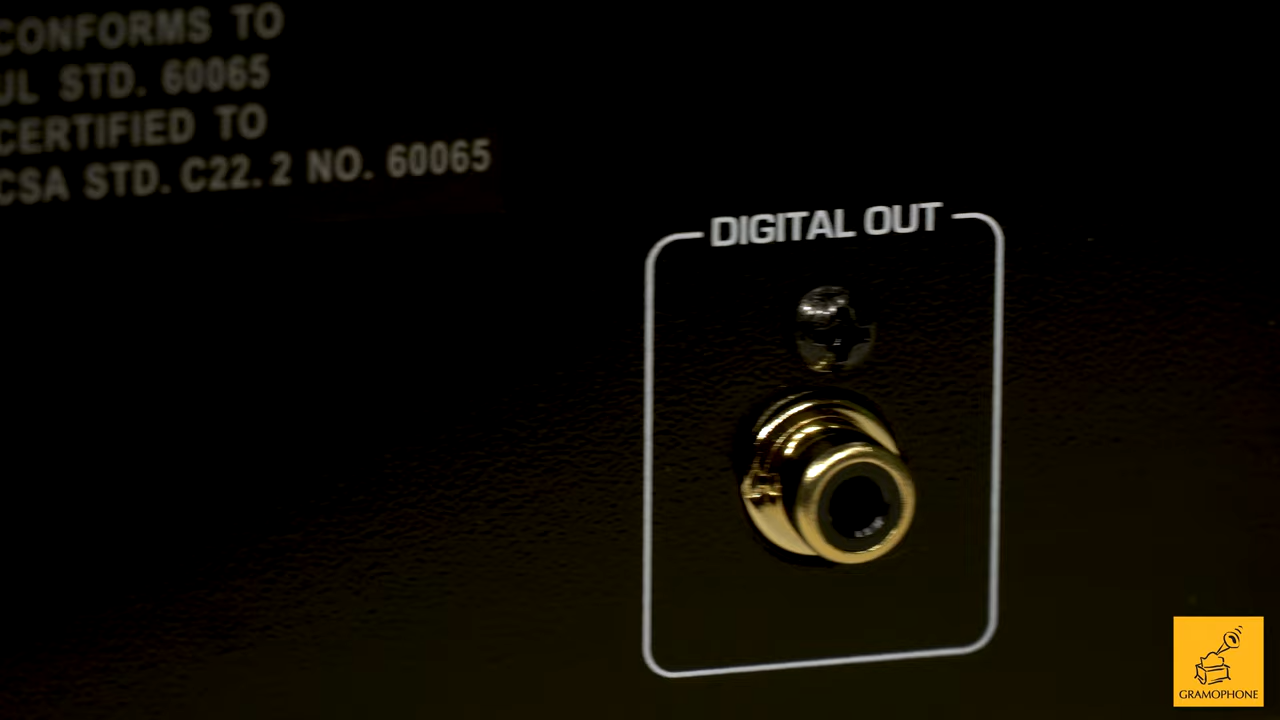 CONFORMS TO
UL STD. 60065
CERTIFIED TO
CSA STD. C22.2 NO. 60065
DIGITAL OUT
GRAMOPHONE